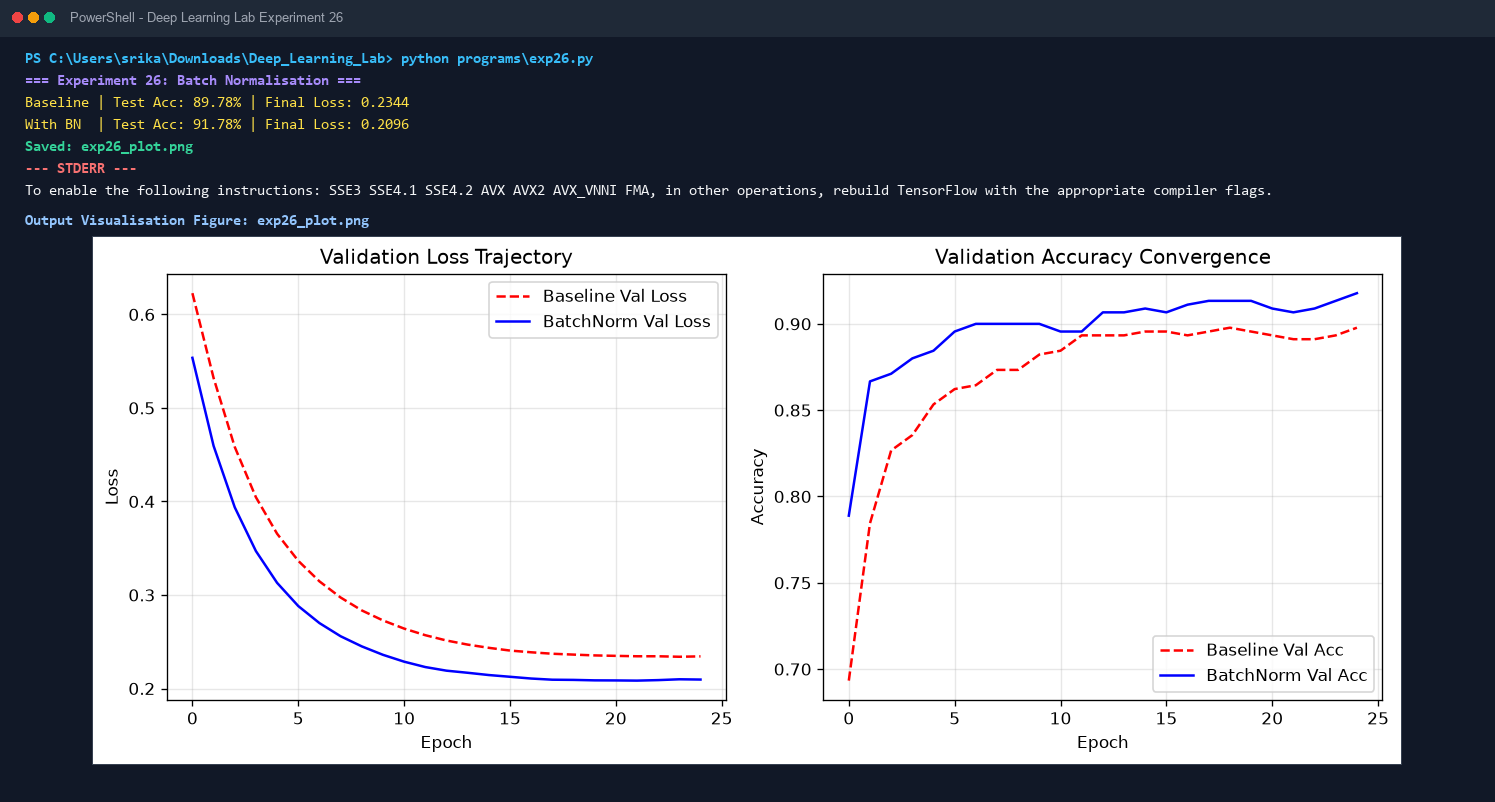 PowerShell - Deep Learning Lab Experiment 26
PS C:\Users\srika\Downloads\Deep_Learning_Lab> python programs\exp26.py
=== Experiment 26: Batch Normalisation ===
Baseline | Test Acc: 89.78% | Final Loss: 0.2344
With BN  | Test Acc: 91.78% | Final Loss: 0.2096
Saved: exp26_plot.png
--- STDERR ---
To enable the following instructions: SSE3 SSE4.1 SSE4.2 AVX AVX2 AVX_VNNI FMA, in other operations, rebuild TensorFlow with the appropriate compiler flags.
Output Visualisation Figure: exp26_plot.png
Validation Loss Trajectory
Baseline Val Loss
BatchNorm Val Loss
0.6
0.5
0.4
0.3
0.2
Loss
0 5 10 15 20 25
Epoch
Validation Accuracy Convergence
0.90
0.85
0.80
0.75
0.70
Accuracy
Baseline Val Acc
BatchNorm Val Acc
0 5 10 15 20 25
Epoch